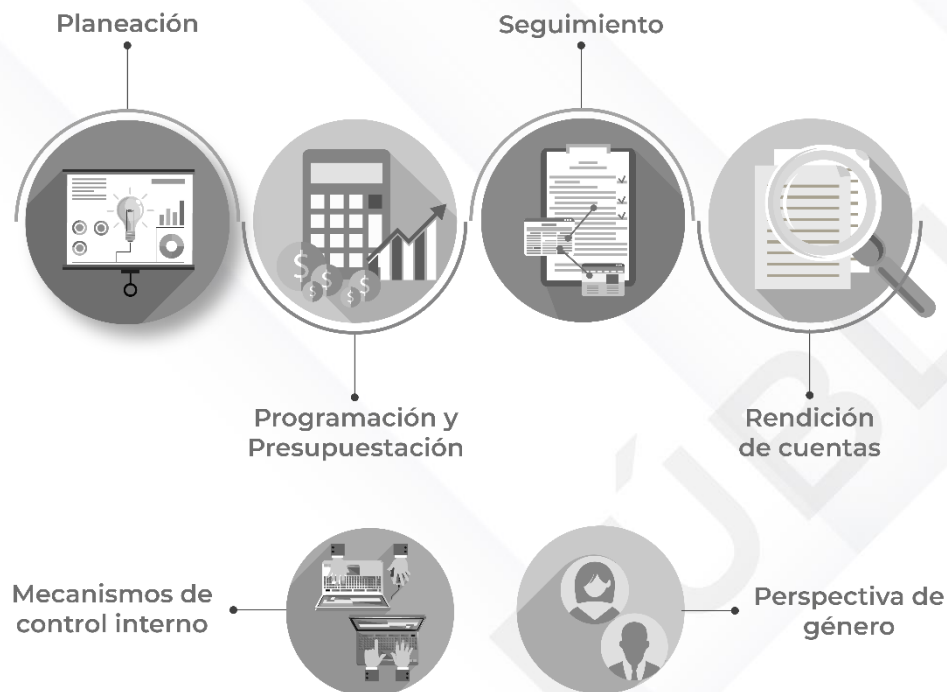 Planeación
Seguimiento
Programación y
Presupuestación
Rendición
de cuentas
Mecanismos de
control interno
Perspectiva de
género